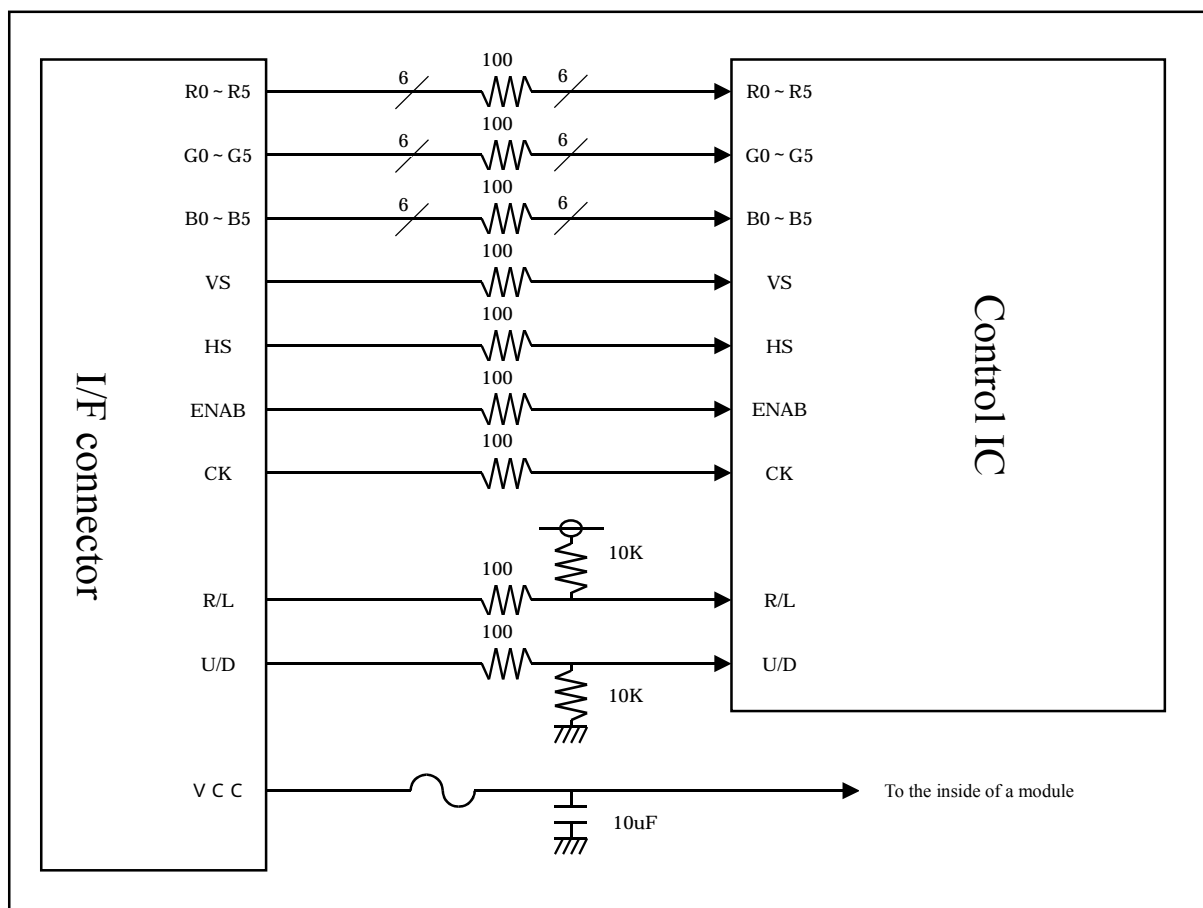 100
R0 ~ R5 6 6 R0 ~ R5
100
G0 ~ G5 6 6 G0 ~ G5
100
B0 ~ B5 6 6 B0 ~ B5
100
VS VS
100
HS HS
100
ENAB ENAB
100
CK CK
I/F connector
Control IC
10K
100
R/L R/L
100
U/D U/D
10K
VCC To the inside of a module
10uF